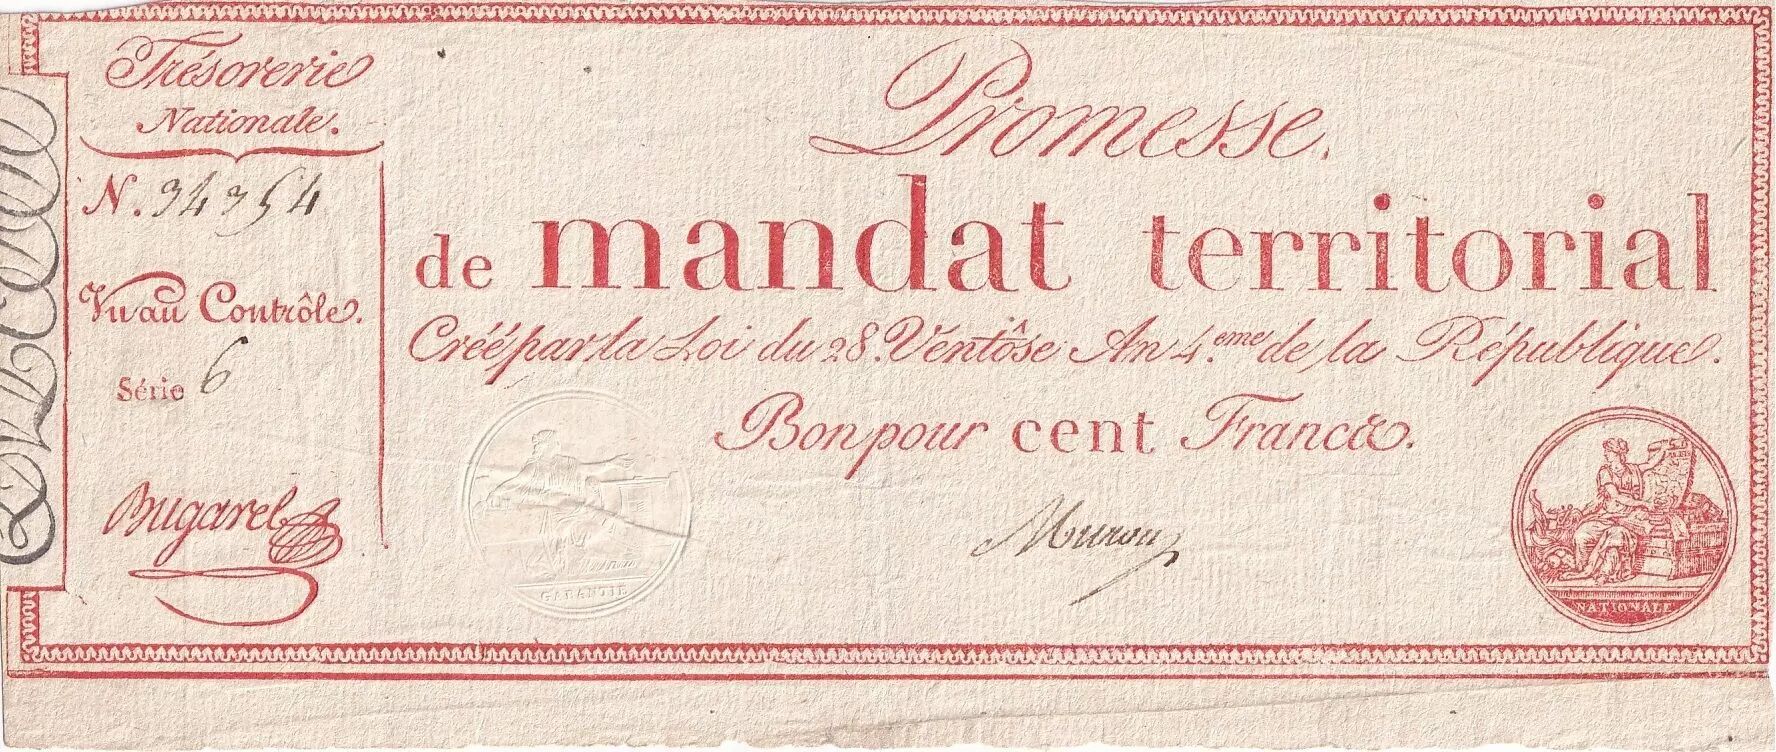 Trésorerie
Nationale.
N. 34354
Vu au Contrôle.
Série 6
Bugarel
Promesse
de mandat territorial
Créé par la Loi du 28. Ventôse An 4.eme de la République.
Bon pour cent Francs.
GARANTIE
NATIONALE